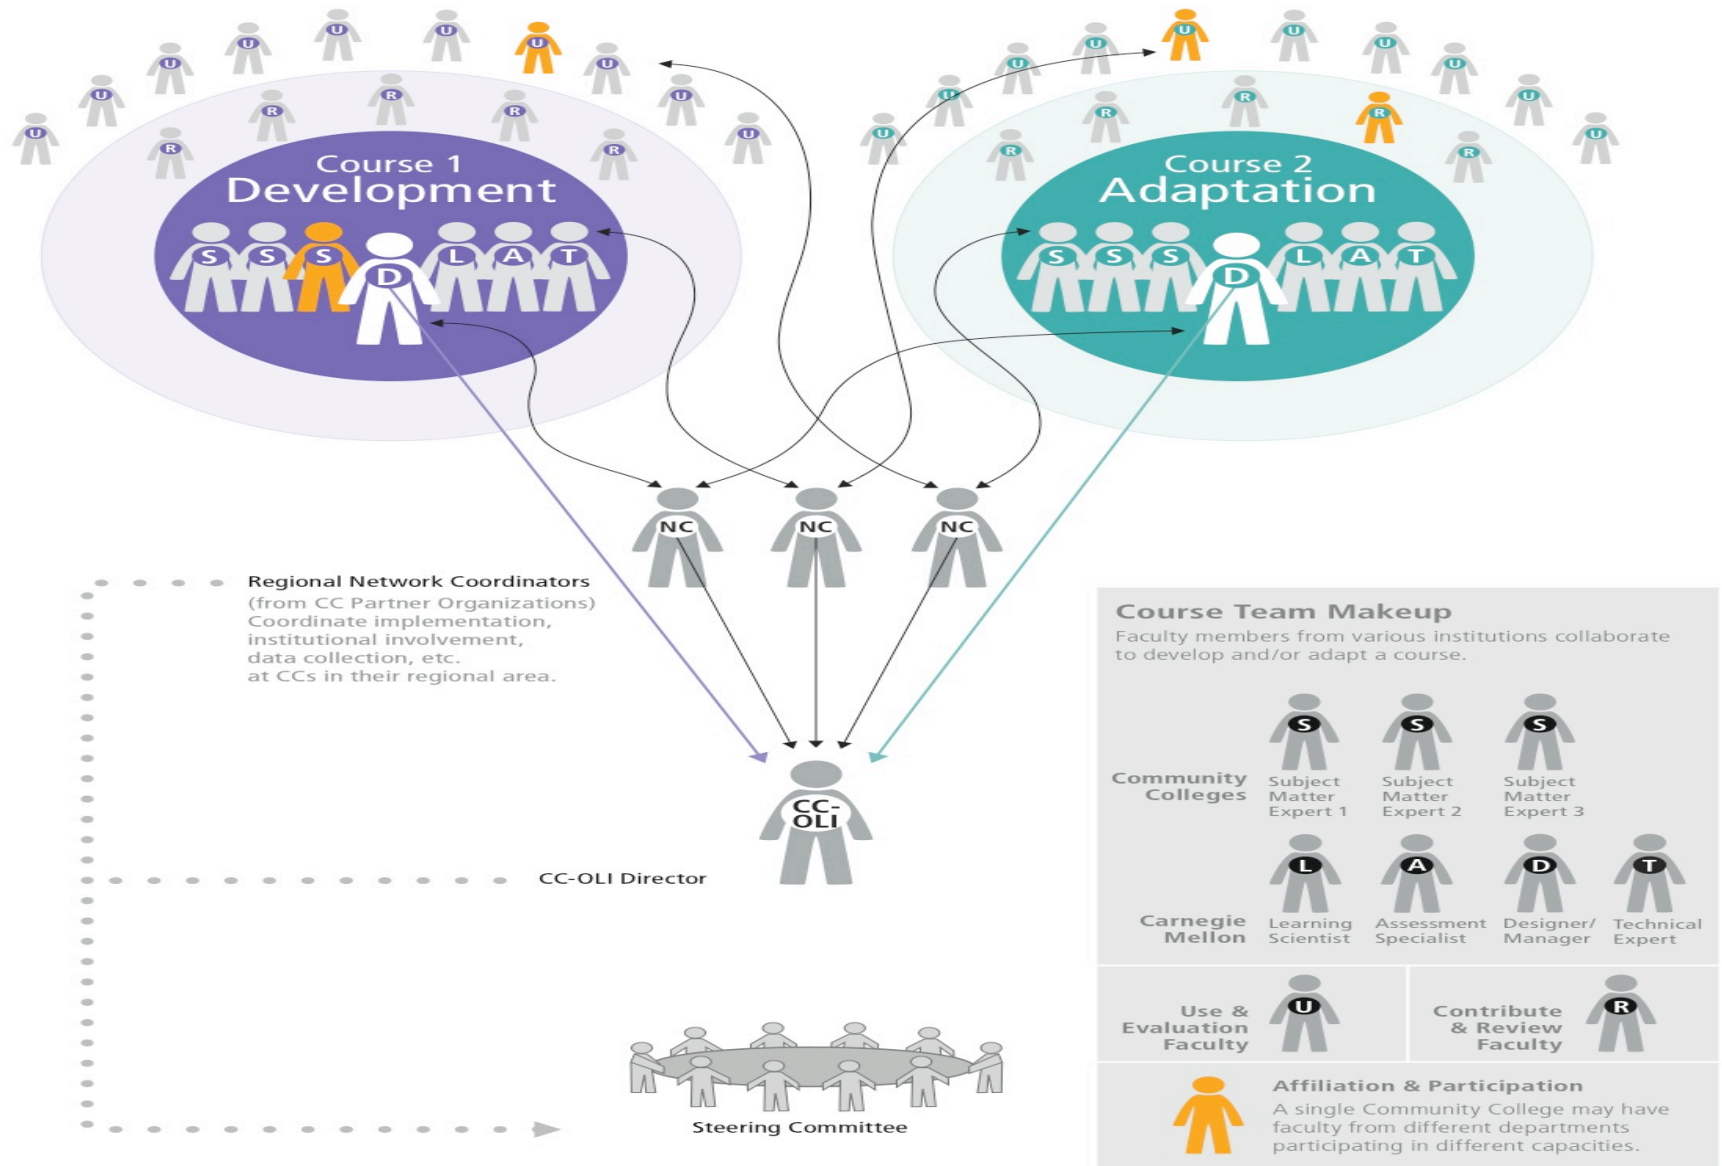 U U U U U U U U U U
R R R R R
Course 1
Development
S S S D L A T
U U U U U U U U U U
R R R R R
Course 2
Adaptation
S S S D L A T
NC NC NC
Regional Network Coordinators
(from CC Partner Organizations)
Coordinate implementation,
institutional involvement,
data collection, etc.
at CCs in their regional area.
CC-
OLI
CC-OLI Director
Steering Committee
Course Team Makeup
Faculty members from various institutions collaborate
to develop and/or adapt a course.
S S S
Community
Colleges
Subject
Matter
Expert 1
Subject
Matter
Expert 2
Subject
Matter
Expert 3
L A D T
Carnegie
Mellon
Learning
Scientist
Assessment
Specialist
Designer/
Manager
Technical
Expert
U
Use &
Evaluation
Faculty
R
Contribute
& Review
Faculty
Affiliation & Participation
A single Community College may have
faculty from different departments
participating in different capacities.